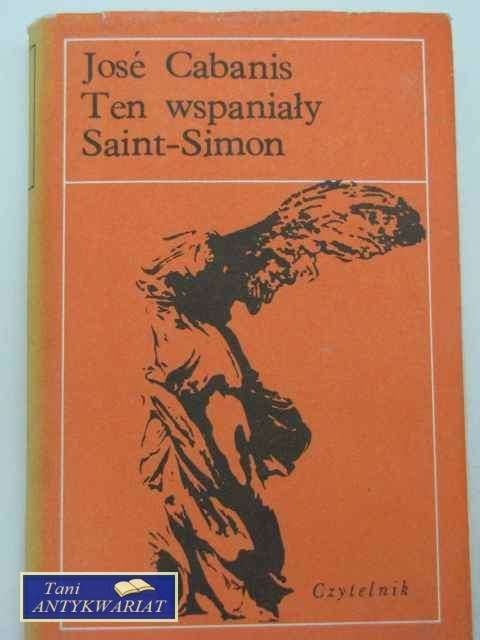 José Cabanis
Ten wspaniały
Saint-Simon
Czytelnik
Tani
ANTYKWARIAT